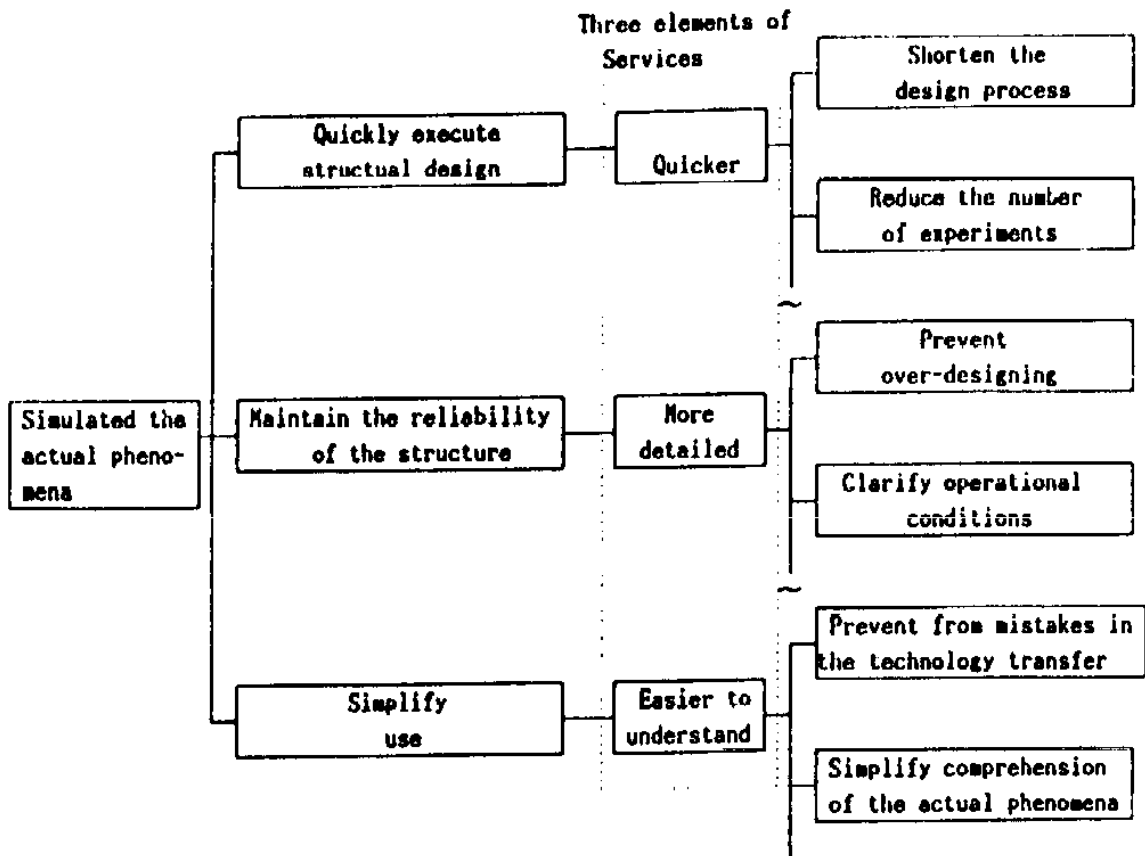 Three elements of
Services
Shorten the
design process
Quickly execute
structual design
Quicker
Reduce the number
of experiments
~
Prevent
over-designing
Simulated the
actual pheno-
mena
Maintain the reliability
of the structure
More
detailed
Clarify operational
conditions
~
Prevent from mistakes in
the technology transfer
Simplify
use
Easier to
understand
Simplify comprehension
of the actual phenomena